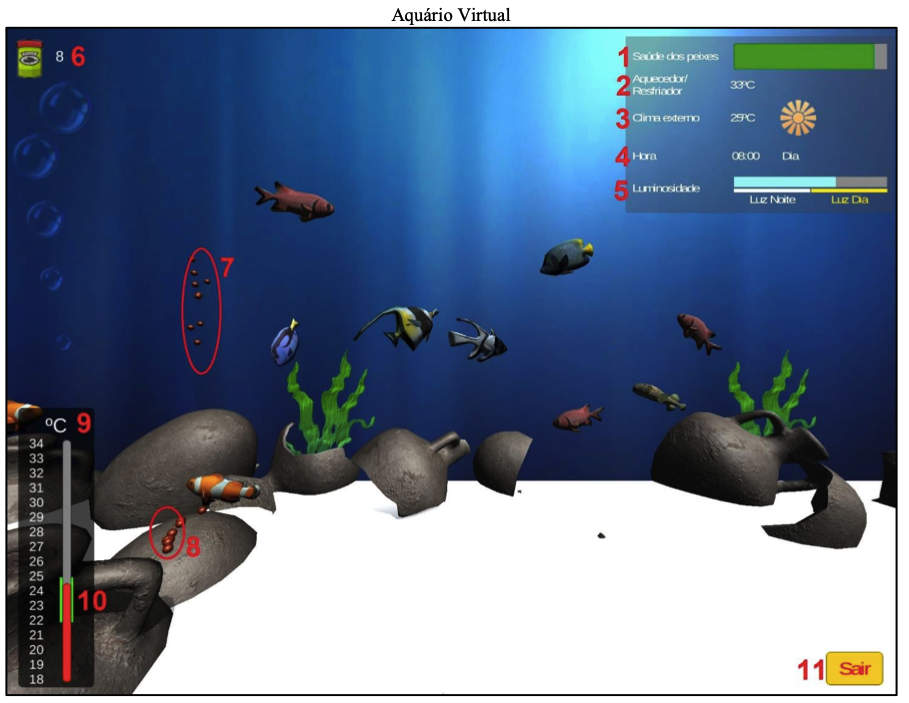 Aquário Virtual
8 6
1 Saúde dos peixes
2 Aquecedor/
Resfriador 33ºC
3 Clima externo 25ºC
4 Hora 08:00 Dia
5 Luminosidade
Luz Noite Luz Dia
7
ºC 9
34
33
32
31
30
29
28
27
26
25
24
23
22
21
20
19
18
8
10
11 Sair